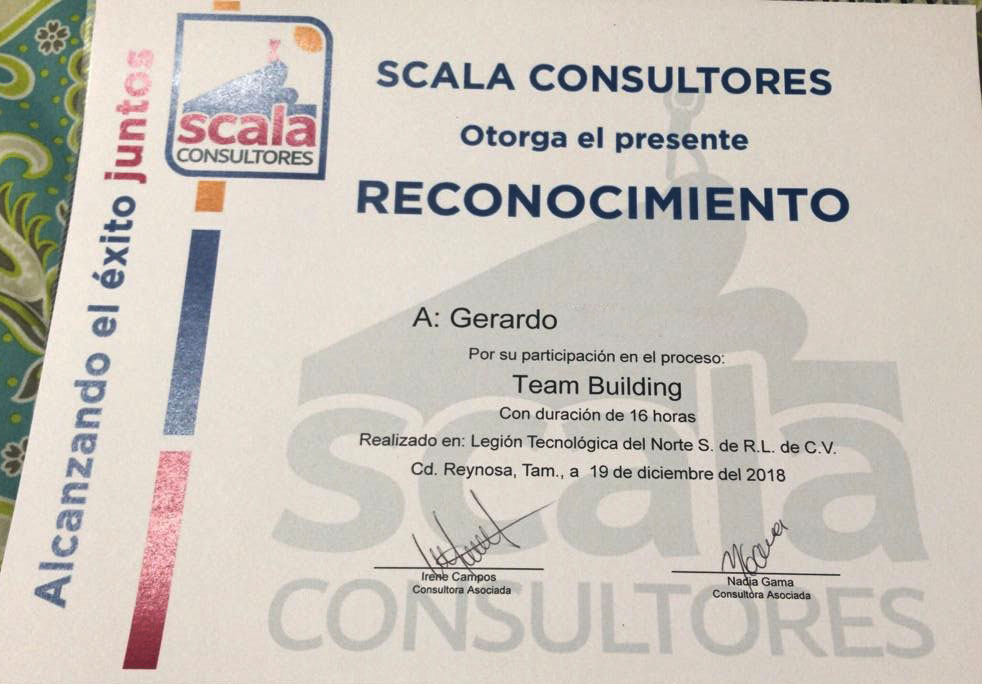 Alcanzando el éxito juntos
scala
CONSULTORES
SCALA CONSULTORES
Otorga el presente
RECONOCIMIENTO
A: Gerardo
Por su participación en el proceso:
Team Building
Con duración de 16 horas
Realizado en: Legión Tecnológica del Norte S. de R.L. de C.V.
Cd. Reynosa, Tam., a 19 de diciembre del 2018
Irene Campos
Consultora Asociada
Nadia Gama
Consultora Asociada
scala
CONSULTORES